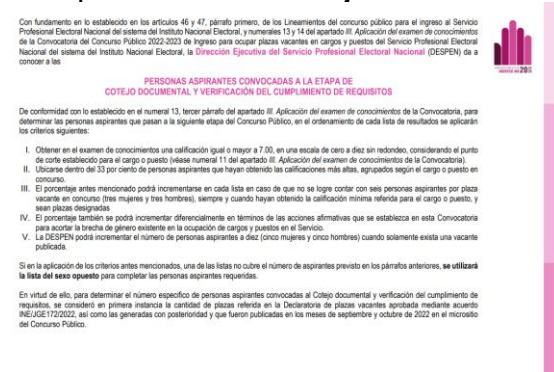 Con fundamento en lo establecido en los artículos 46 y 47, párrafo primero, de los Lineamientos del concurso público para el ingreso al Servicio
Profesional Electoral Nacional del sistema del Instituto Nacional Electoral, y numerales 13 y 14 del apartado III. Aplicación del examen de conocimientos
de la Convocatoria del Concurso Público 2022-2023 de Ingreso para ocupar plazas vacantes en cargos y puestos del Servicio Profesional Electoral
Nacional del sistema del Instituto Nacional Electoral, la Dirección Ejecutiva del Servicio Profesional Electoral Nacional (DESPEN) da a
conocer a las
PERSONAS ASPIRANTES CONVOCADAS A LA ETAPA DE
COTEJO DOCUMENTAL Y VERIFICACIÓN DEL CUMPLIMIENTO DE REQUISITOS
De conformidad con lo establecido en el numeral 13, tercer párrafo del apartado III. Aplicación del examen de conocimientos de la Convocatoria, para
determinar las personas aspirantes que pasan a la siguiente etapa del Concurso Público, en el ordenamiento de cada lista de resultados se aplicarán
los criterios siguientes:
I. Obtener en el examen de conocimientos una calificación igual o mayor a 7.00, en una escala de cero a diez sin redondeo, considerando el punto
de corte establecido para el cargo o puesto (véase numeral 11 del apartado III. Aplicación del examen de conocimientos de la Convocatoria).
II. Ubicarse dentro del 33 por ciento de personas aspirantes que hayan obtenido las calificaciones más altas, agrupados según el cargo o puesto en
concurso.
III. El porcentaje antes mencionado podrá incrementarse en cada lista en caso de que no se logre contar con seis personas aspirantes por plaza
vacante en concurso (tres mujeres y tres hombres), siempre y cuando hayan obtenido la calificación mínima referida para el cargo o puesto, y
sean plazas designadas
IV. El porcentaje también se podrá incrementar diferencialmente en términos de las acciones afirmativas que se establezca en esta Convocatoria
para acortar la brecha de género existente en la ocupación de cargos y puestos en el Servicio.
V. La DESPEN podrá incrementar el número de personas aspirantes a diez (cinco mujeres y cinco hombres) cuando solamente exista una vacante
publicada.
Si en la aplicación de los criterios antes mencionados, una de las listas no cubre el número de aspirantes previsto en los párrafos anteriores, se utilizará
la lista del sexo opuesto para completar las personas aspirantes requeridas.
En virtud de ello, para determinar el número específico de personas aspirantes convocadas al Cotejo documental y verificación del cumplimiento de
requisitos, se consideró en primera instancia la cantidad de plazas referida en la Declaratoria de plazas vacantes aprobada mediante acuerdo
INE/JGE172/2022, así como las generadas con posterioridad y que fueron publicadas en los meses de septiembre y octubre de 2022 en el micrositio
del Concurso Público.